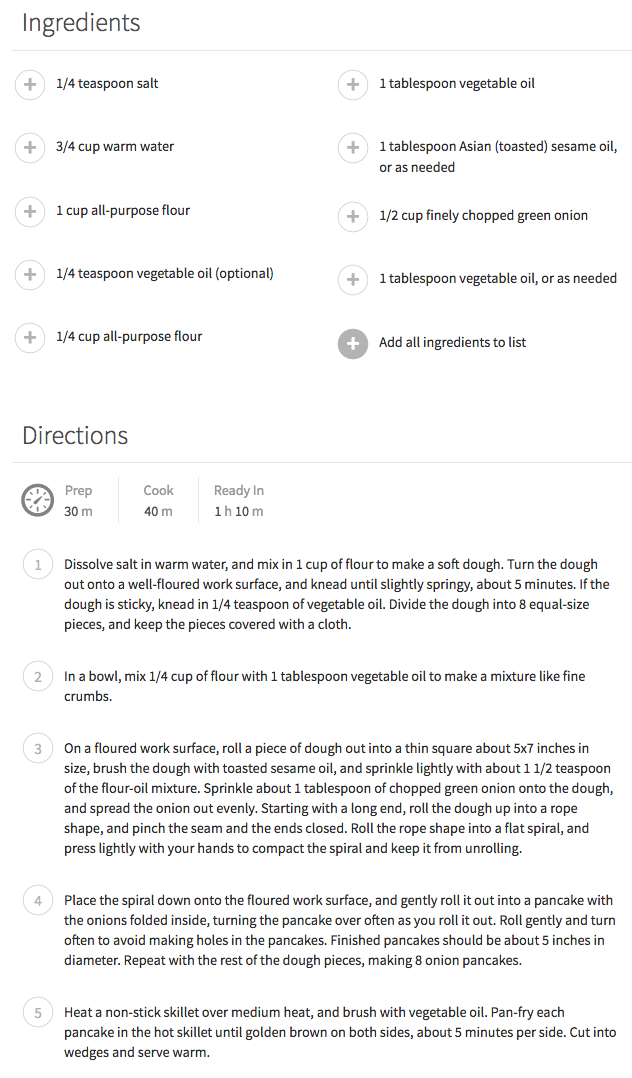 Ingredients
1/4 teaspoon salt
3/4 cup warm water
1 cup all-purpose flour
1/4 teaspoon vegetable oil (optional)
1/4 cup all-purpose flour
1 tablespoon vegetable oil
1 tablespoon Asian (toasted) sesame oil,
or as needed
1/2 cup finely chopped green onion
1 tablespoon vegetable oil, or as needed
Add all ingredients to list
Directions
Prep
30 m
Cook
40 m
Ready In
1 h 10 m
1
Dissolve salt in warm water, and mix in 1 cup of flour to make a soft dough. Turn the dough
out onto a well-floured work surface, and knead until slightly springy, about 5 minutes. If the
dough is sticky, knead in 1/4 teaspoon of vegetable oil. Divide the dough into 8 equal-size
pieces, and keep the pieces covered with a cloth.
2
In a bowl, mix 1/4 cup of flour with 1 tablespoon vegetable oil to make a mixture like fine
crumbs.
3
On a floured work surface, roll a piece of dough out into a thin square about 5x7 inches in
size, brush the dough with toasted sesame oil, and sprinkle lightly with about 1 1/2 teaspoon
of the flour-oil mixture. Sprinkle about 1 tablespoon of chopped green onion onto the dough,
and spread the onion out evenly. Starting with a long end, roll the dough up into a rope
shape, and pinch the seam and the ends closed. Roll the rope shape into a flat spiral, and
press lightly with your hands to compact the spiral and keep it from unrolling.
4
Place the spiral down onto the floured work surface, and gently roll it out into a pancake with
the onions folded inside, turning the pancake over often as you roll it out. Roll gently and turn
often to avoid making holes in the pancakes. Finished pancakes should be about 5 inches in
diameter. Repeat with the rest of the dough pieces, making 8 onion pancakes.
5
Heat a non-stick skillet over medium heat, and brush with vegetable oil. Pan-fry each
pancake in the hot skillet until golden brown on both sides, about 5 minutes per side. Cut into
wedges and serve warm.